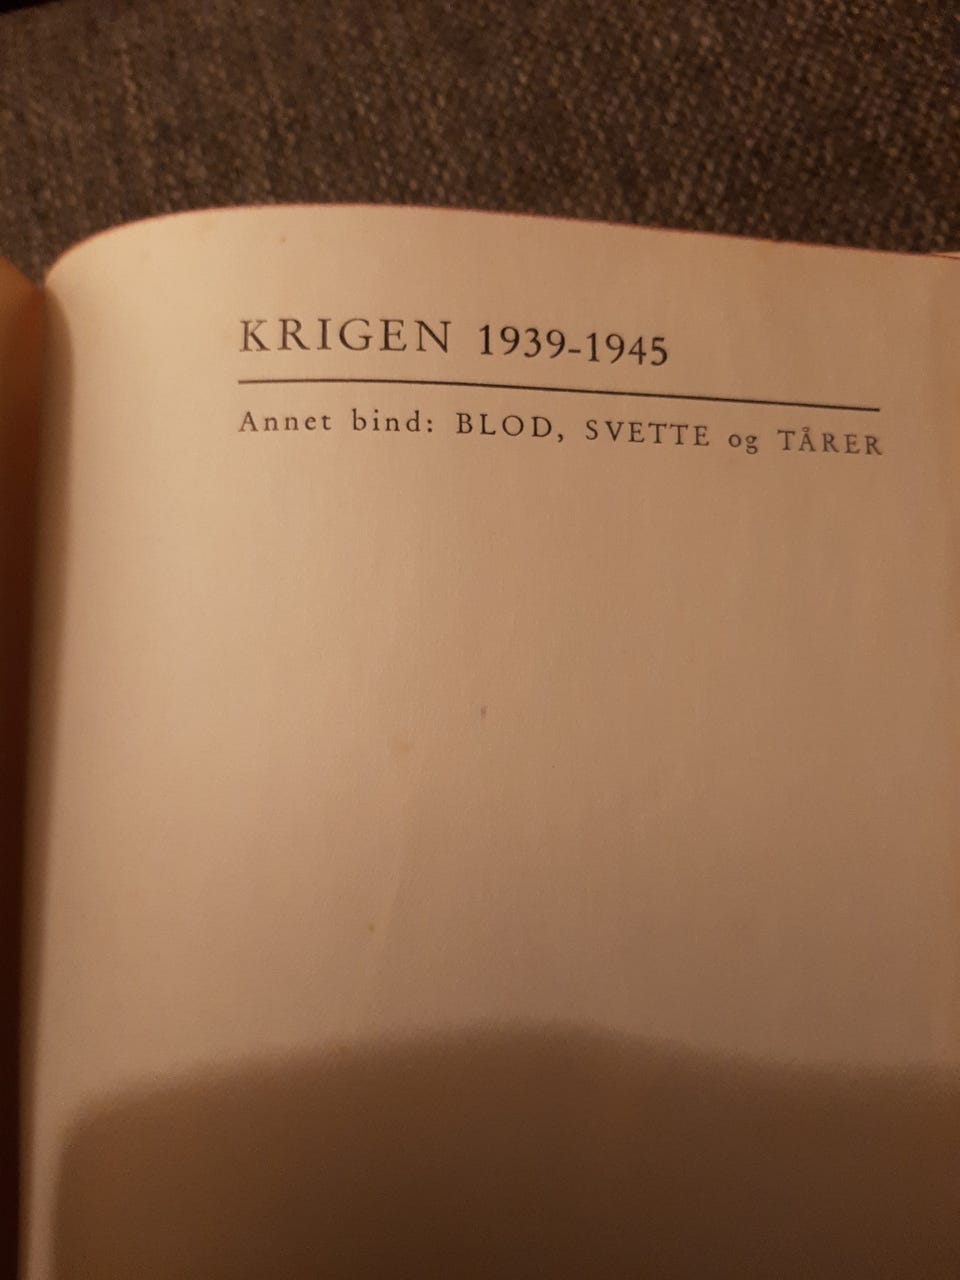 KRIGEN 1939-1945
Annet bind: BLOD, SVETTE og TÅRER